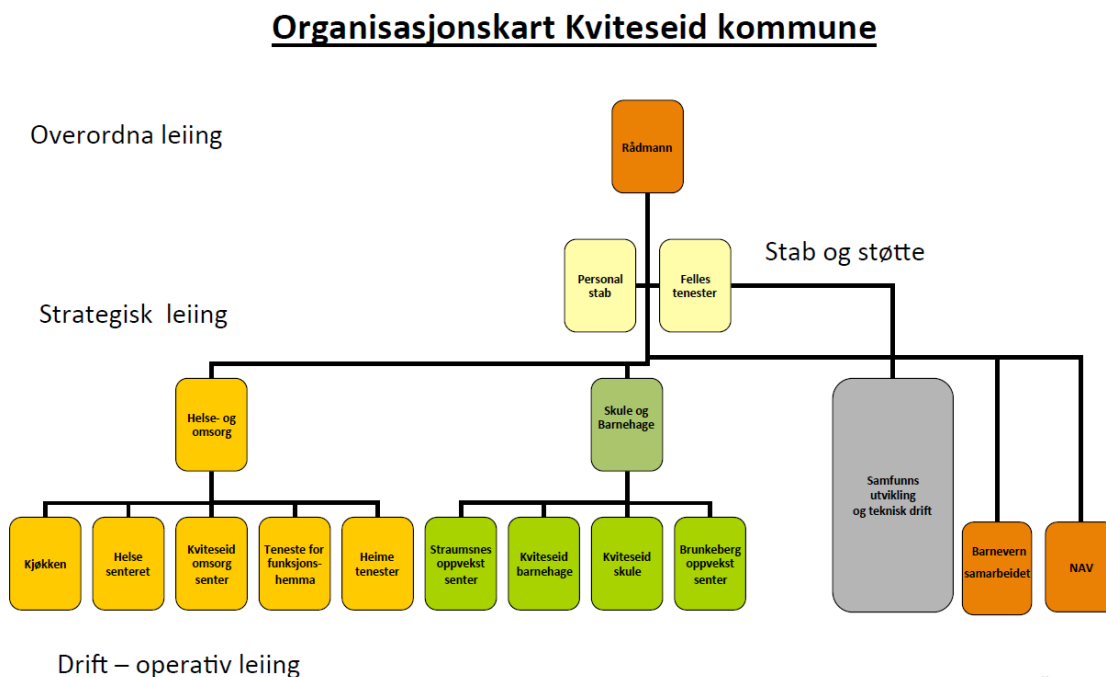 Organisasjonskart Kviteseid kommune
Overordna leiing
Rådmann
Stab og støtte
Personal
stab
Felles
tenester
Strategisk leiing
Helse- og
omsorg
Skule og
Barnehage
Samfunns
utvikling
og teknisk drift
Kjøkken
Helse
senteret
Kviteseid
omsorg
senter
Teneste for
funksjons-
hemma
Heime
tenester
Straumsnes
oppvekst
senter
Kviteseid
barnehage
Kviteseid
skule
Brunkeberg
oppvekst
senter
Barnevern
samarbeidet
NAV
Drift – operativ leiing